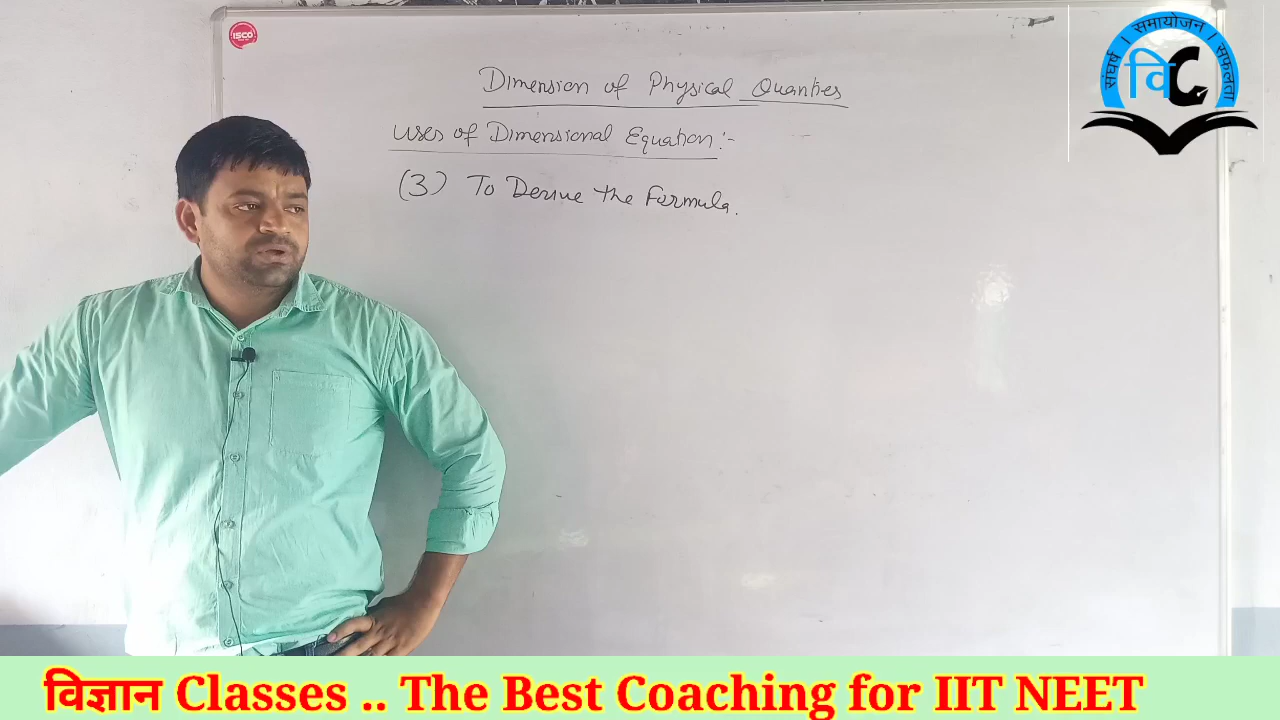 ISCO
Dimension of Physical Quanties
Uses of Dimensional Equation:-
(3) To Derive the Formula.
संघर्ष । समायोजन । सफलता
वि C
विज्ञान Classes .. The Best Coaching for IIT NEET